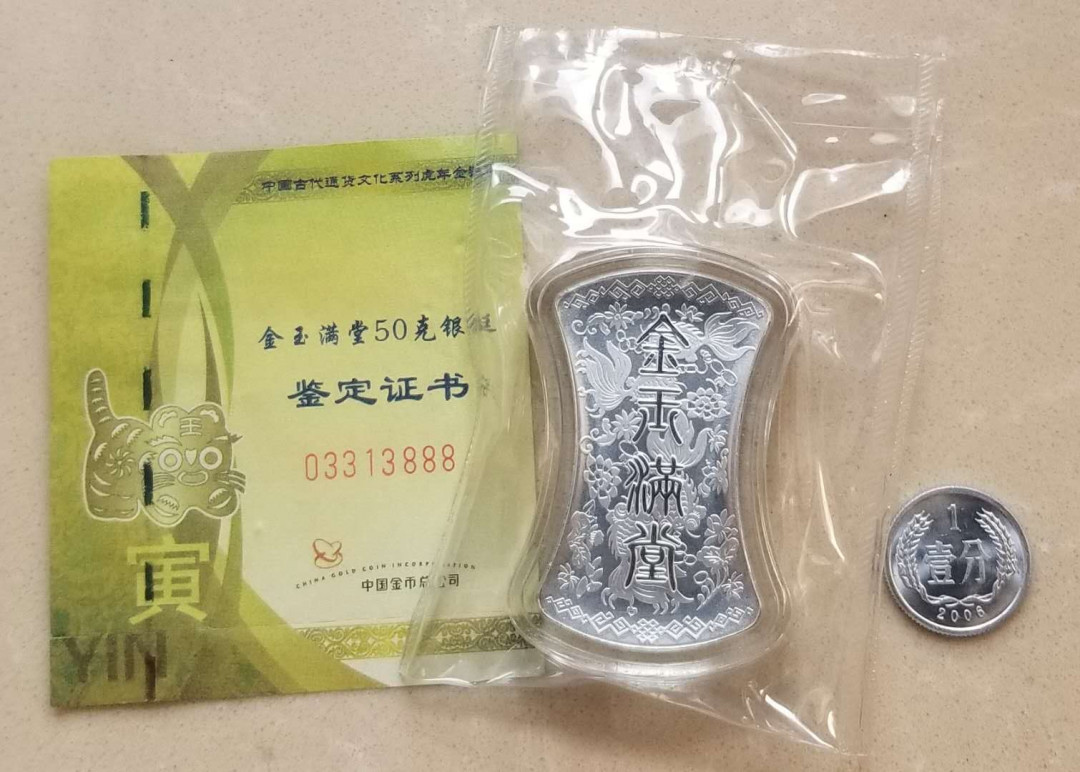 中国古代通货文化系列虎年金
金玉满堂50克银铤
鉴定证书
03313888
CHINA GOLD COIN INCORPORATION
中国金币总公司
王
寅
YIN
金玉满堂
1
壹分
2006